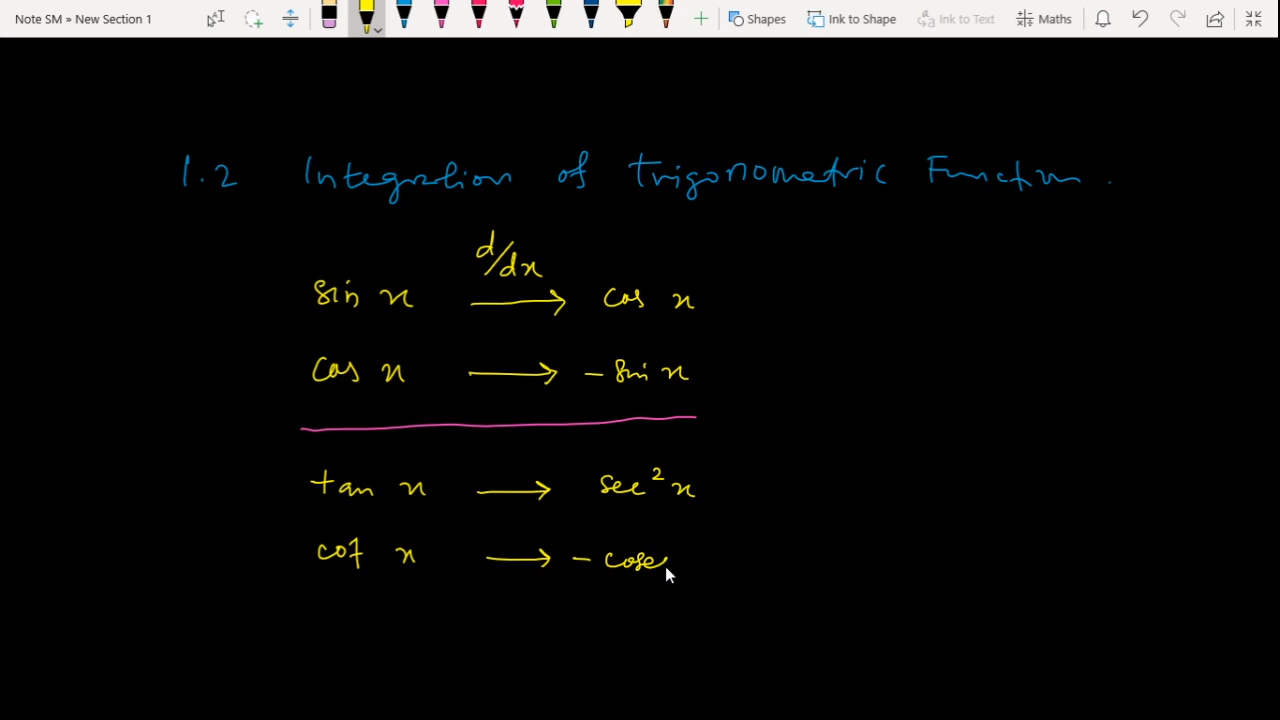 Note SM » New Section 1
Shapes
Ink to Shape
Ink to Text
Maths
1.2 Integration of Trigonometric Function.
d/dx
sin x → cos x
cos x → - sin x
tan x → sec² x
cot x → - cose